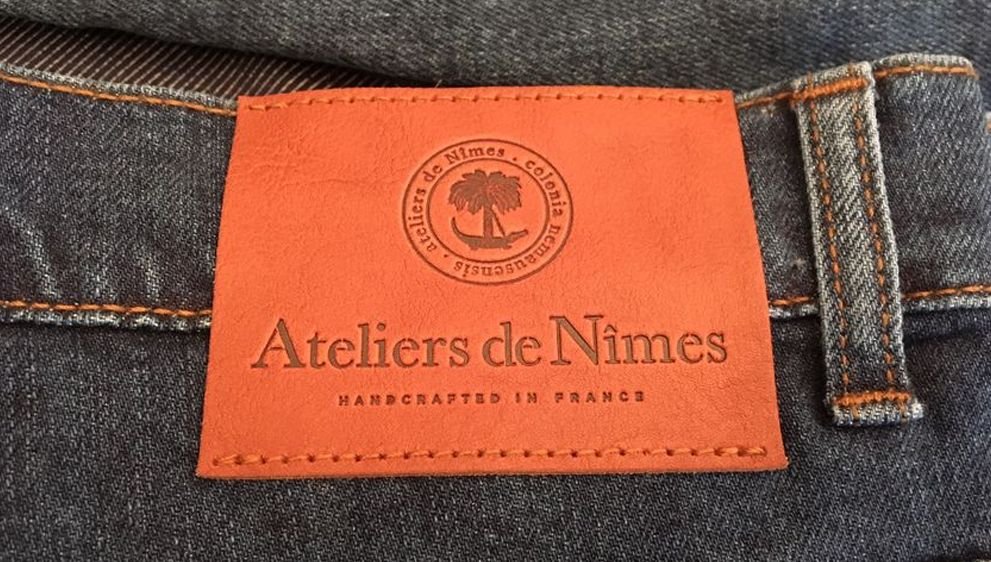 ateliers de Nîmes . colonia nemausensis .
Ateliers de Nîmes
HANDCRAFTED IN FRANCE